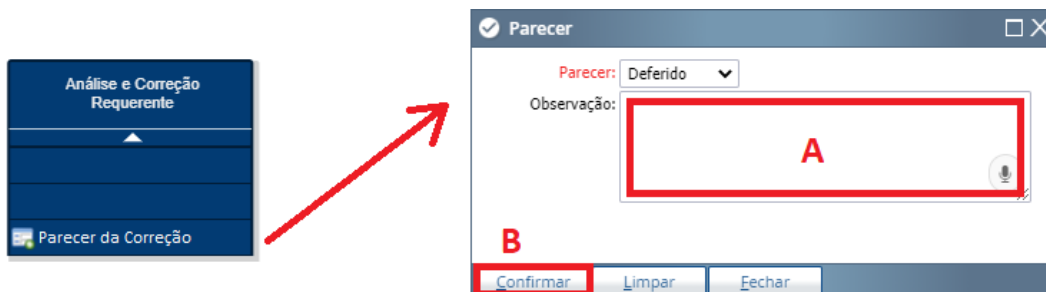 Análise e Correção
Requerente
Parecer da Correção
Parecer
Parecer: Deferido
Observação:
A
B
Confirmar Limpar Fechar